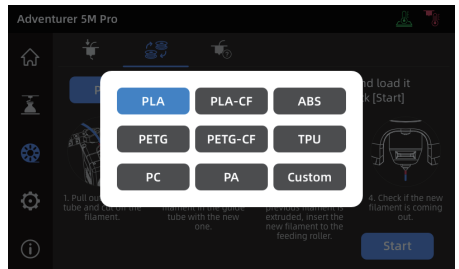 Adventurer 5M Pro
nd load it
k [Start]
PLA
PLA-CF
ABS
PETG
PETG-CF
TPU
PC
PA
Custom
1. Pull ou
tube and cut off the
filament.
filament in the guide
tube with the new
one.
previous filament is
extruded, insert the
new filament to the
feeding roller.
4. Check if the new
filament is coming
out.
Start